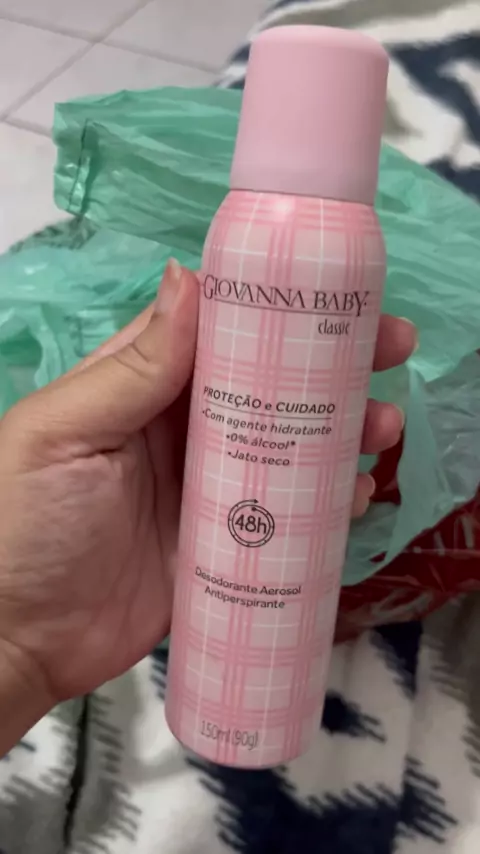 GIOVANNA BABY
classic
PROTEÇÃO e CUIDADO
•Com agente hidratante
•0% álcool*
•Jato seco
48h
Desodorante Aerosol
Antiperspirante
150ml (90g)